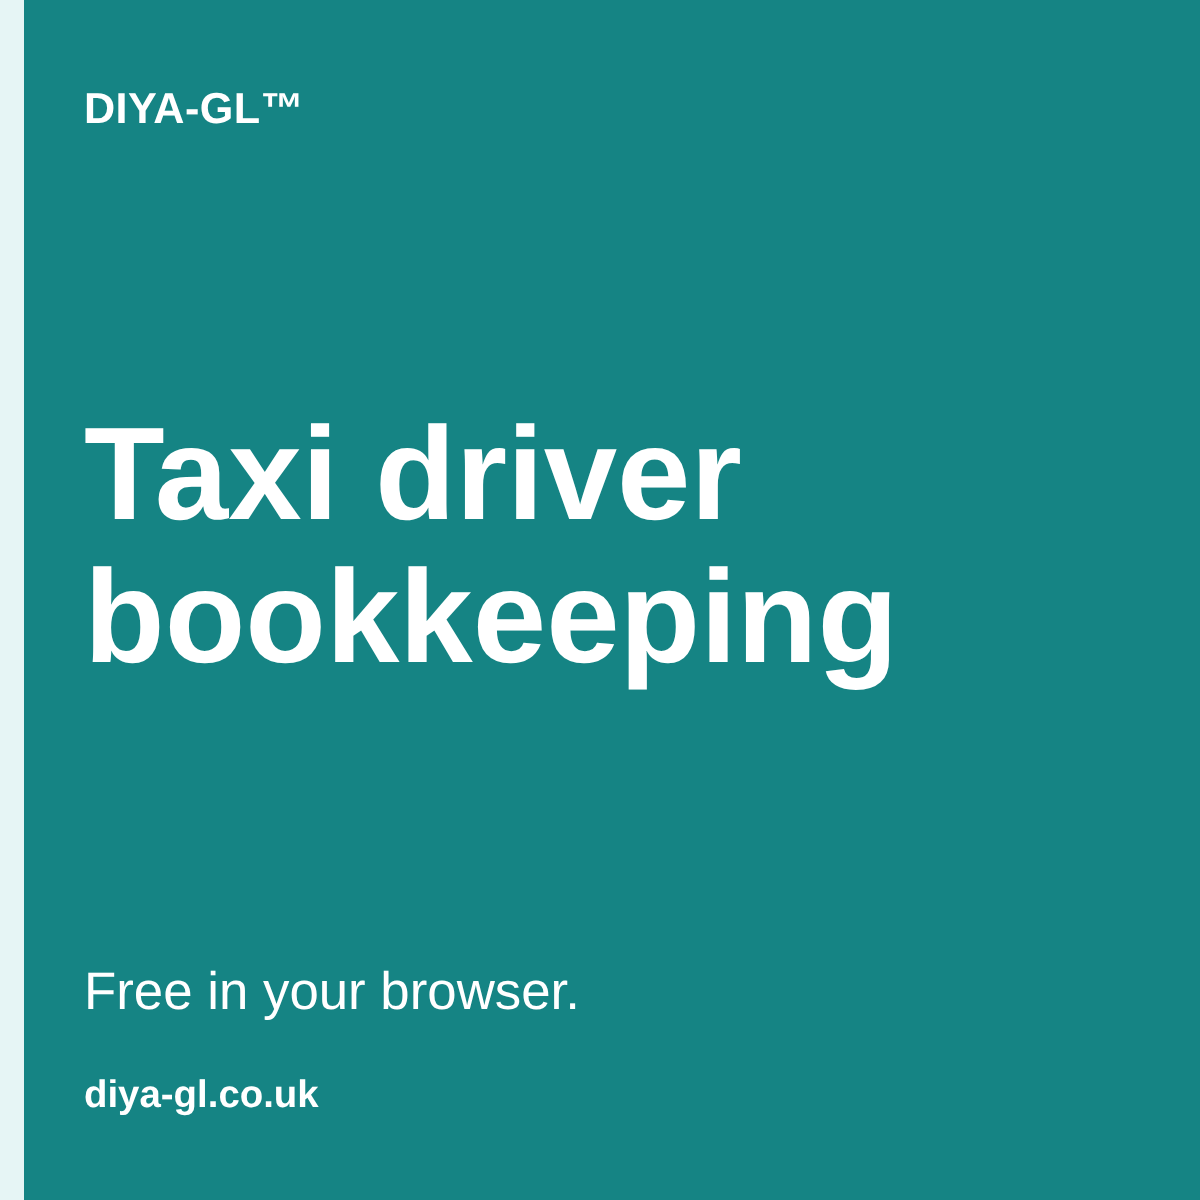 DIYA-GL™
Taxi driver
bookkeeping
Free in your browser.
diya-gl.co.uk